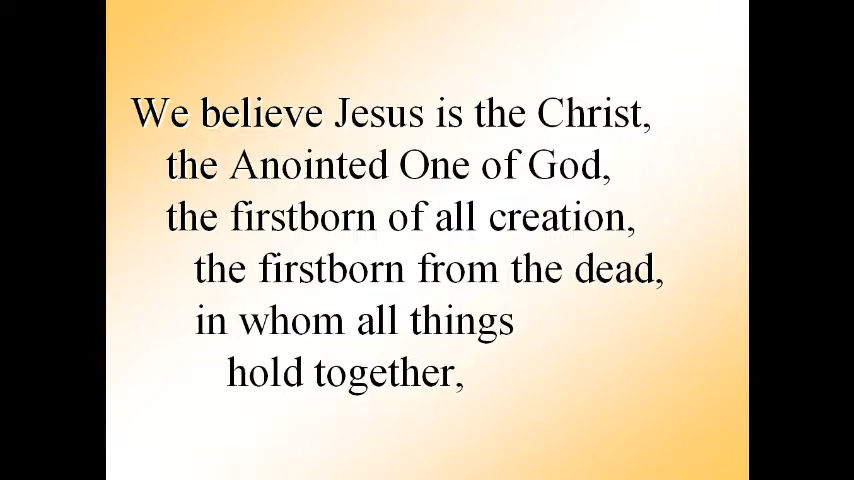 We believe Jesus is the Christ,
the Anointed One of God,
the firstborn of all creation,
the firstborn from the dead,
in whom all things
hold together,